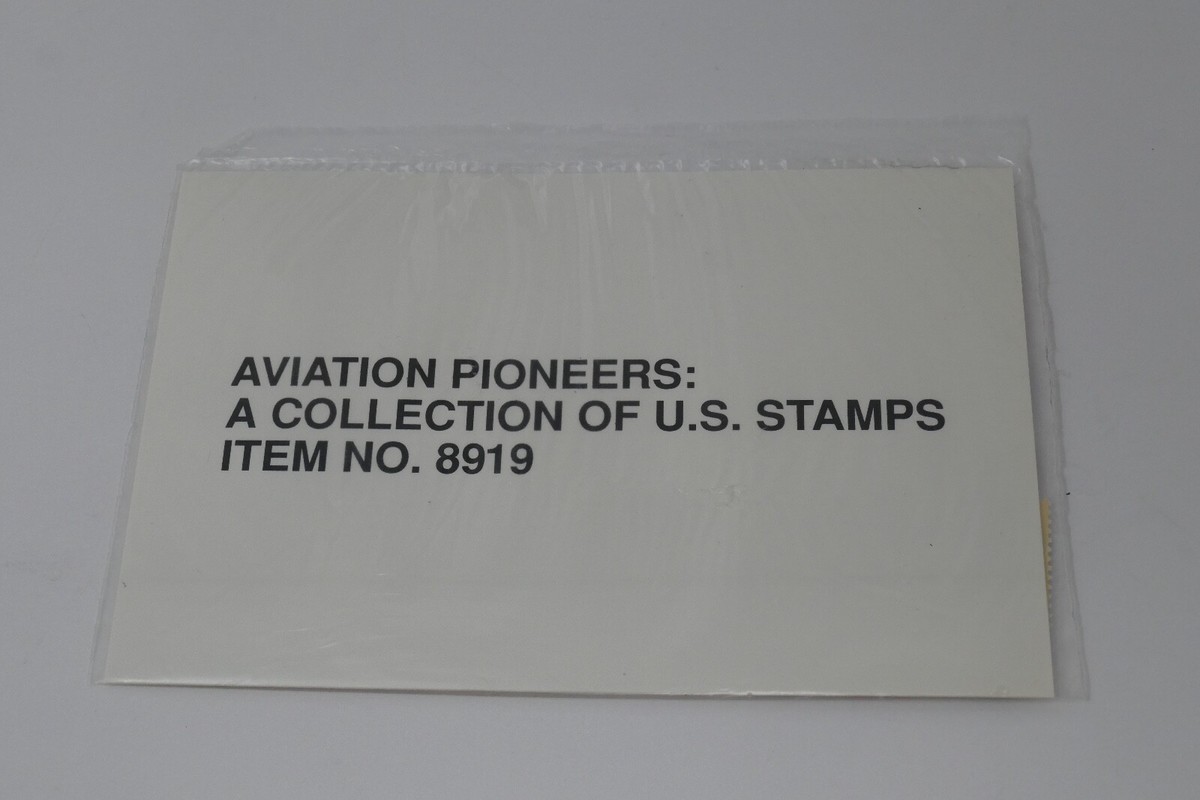 AVIATION PIONEERS:
A COLLECTION OF U.S. STAMPS
ITEM NO. 8919